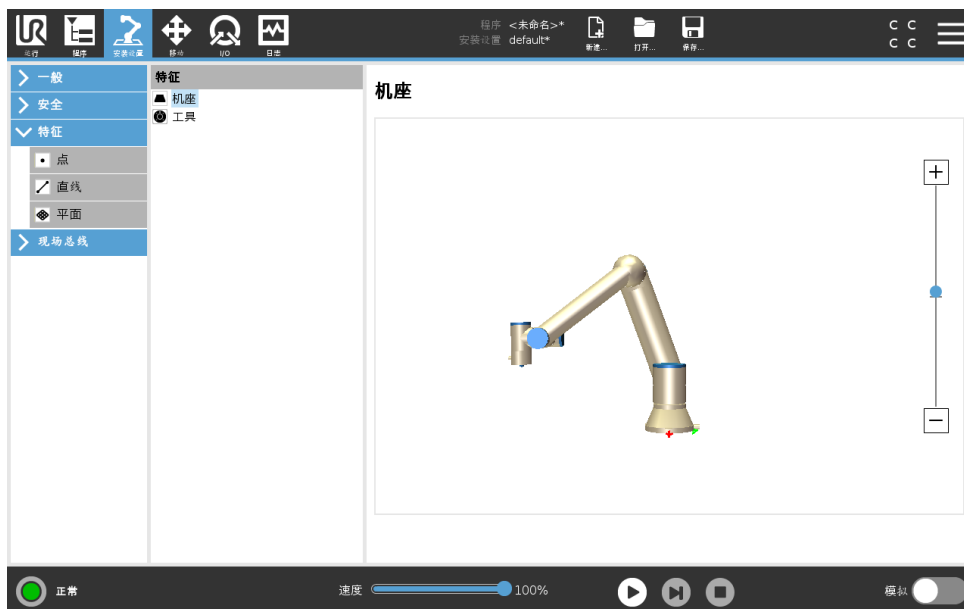 UR
运行
程序
安装设置
移动
I/O
日志
程序 <未命名>*
安装设置 default*
新建...
打开...
保存...
C C
C C
一般
安全
特征
点
直线
平面
现场总线
特征
机座
工具
机座
正常
速度
100%
模拟